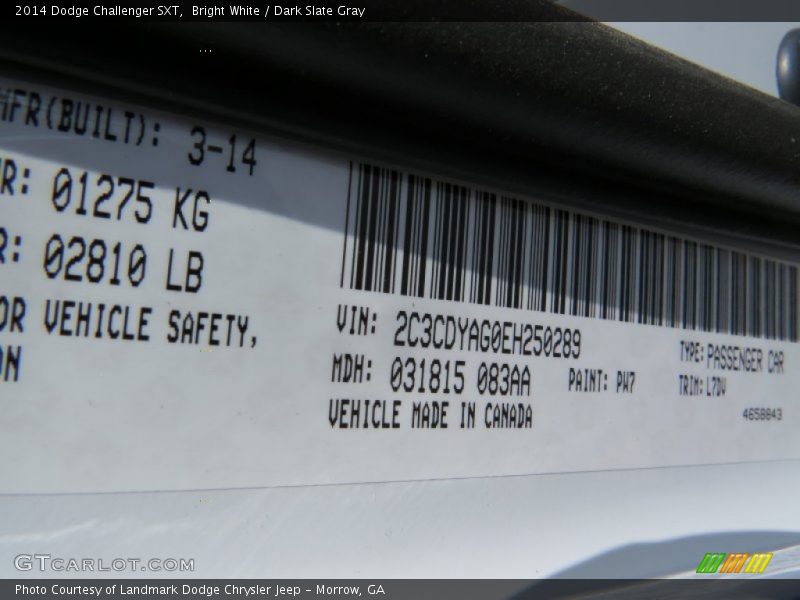 2014 Dodge Challenger SXT, Bright White / Dark Slate Gray
MFR(BUILT): 3-14
R: 01275 KG
R: 02810 LB
OR VEHICLE SAFETY,
ON
VIN: 2C3CDYAG0EH250289
MDH: 031815 083AA
PAINT: PW7
VEHICLE MADE IN CANADA
TYPE: PASSENGER CAR
TRIM: L7DV
4658843
GTCARLOT.COM
Photo Courtesy of Landmark Dodge Chrysler Jeep - Morrow, GA